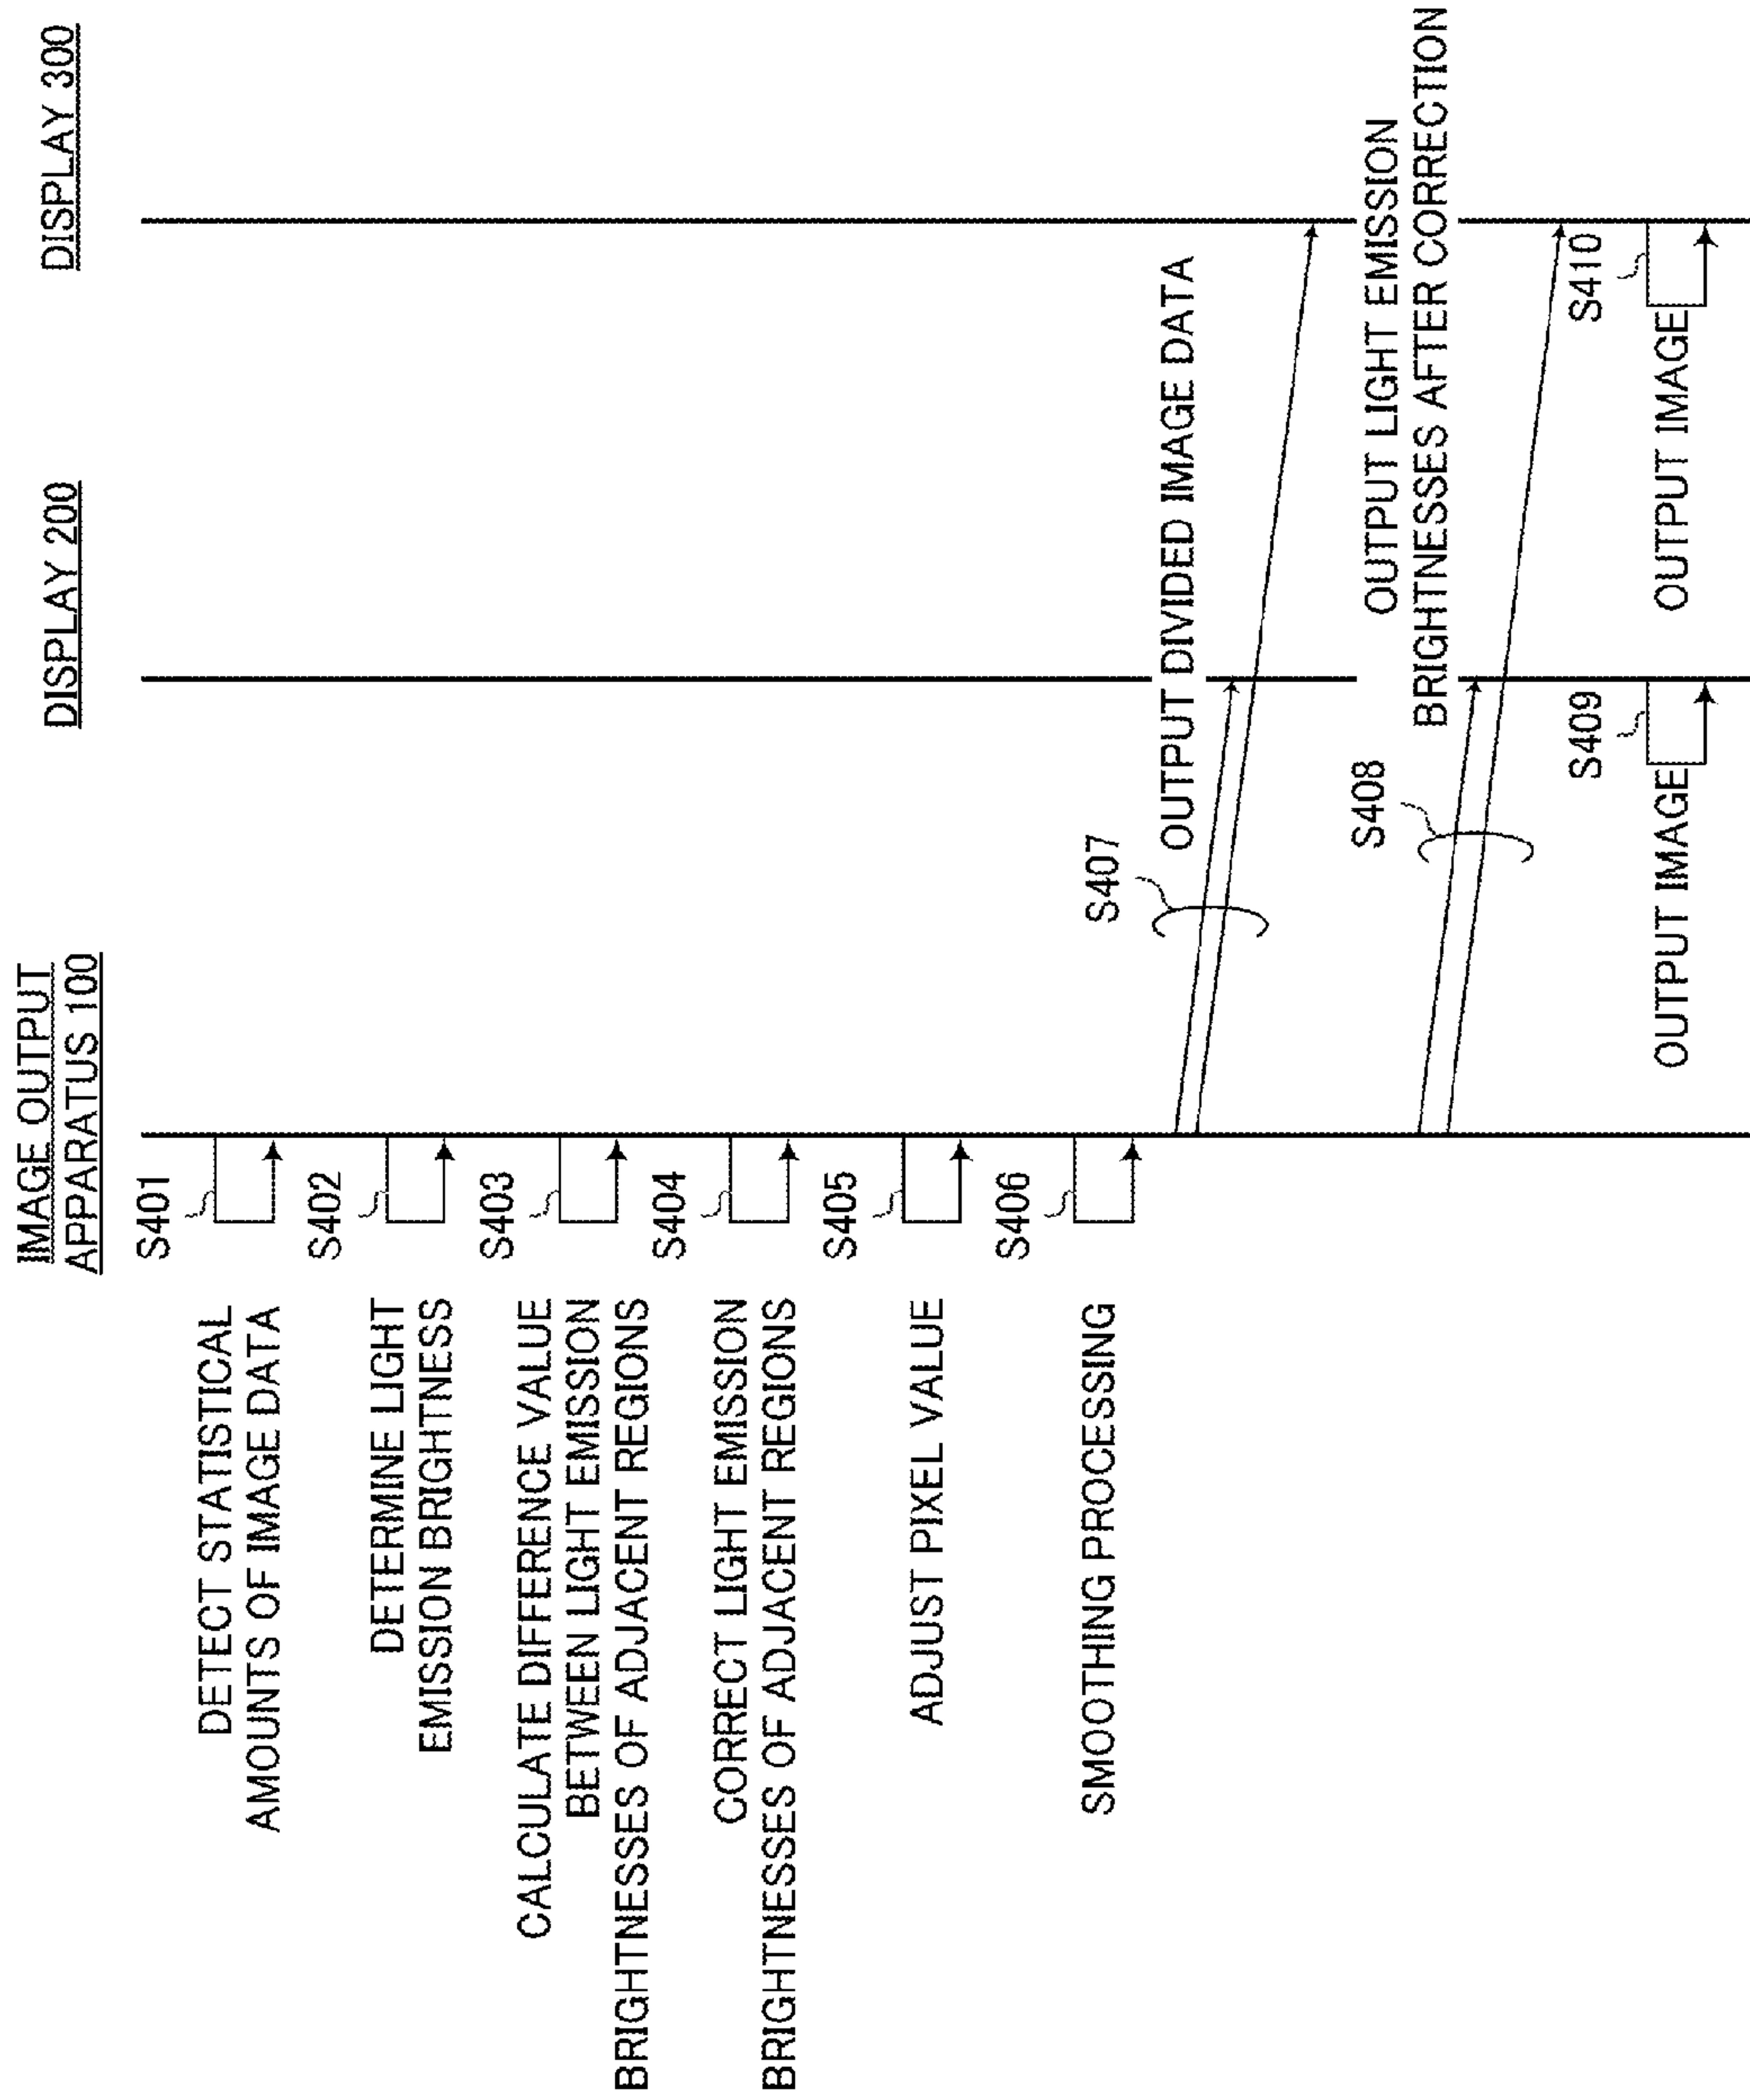 IMAGE OUTPUT
APPARATUS 100
DISPLAY 200
DISPLAY 300
S401
DETECT STATISTICAL
AMOUNTS OF IMAGE DATA
S402
DETERMINE LIGHT
EMISSION BRIGHTNESS
S403
CALCULATE DIFFERENCE VALUE
BETWEEN LIGHT EMISSION
BRIGHTNESSES OF ADJACENT REGIONS
S404
CORRECT LIGHT EMISSION
BRIGHTNESSES OF ADJACENT REGIONS
S405
ADJUST PIXEL VALUE
S406
SMOOTHING PROCESSING
S407
OUTPUT DIVIDED IMAGE DATA
S408
OUTPUT LIGHT EMISSION
BRIGHTNESSES AFTER CORRECTION
S409
OUTPUT IMAGE
S410
OUTPUT IMAGE